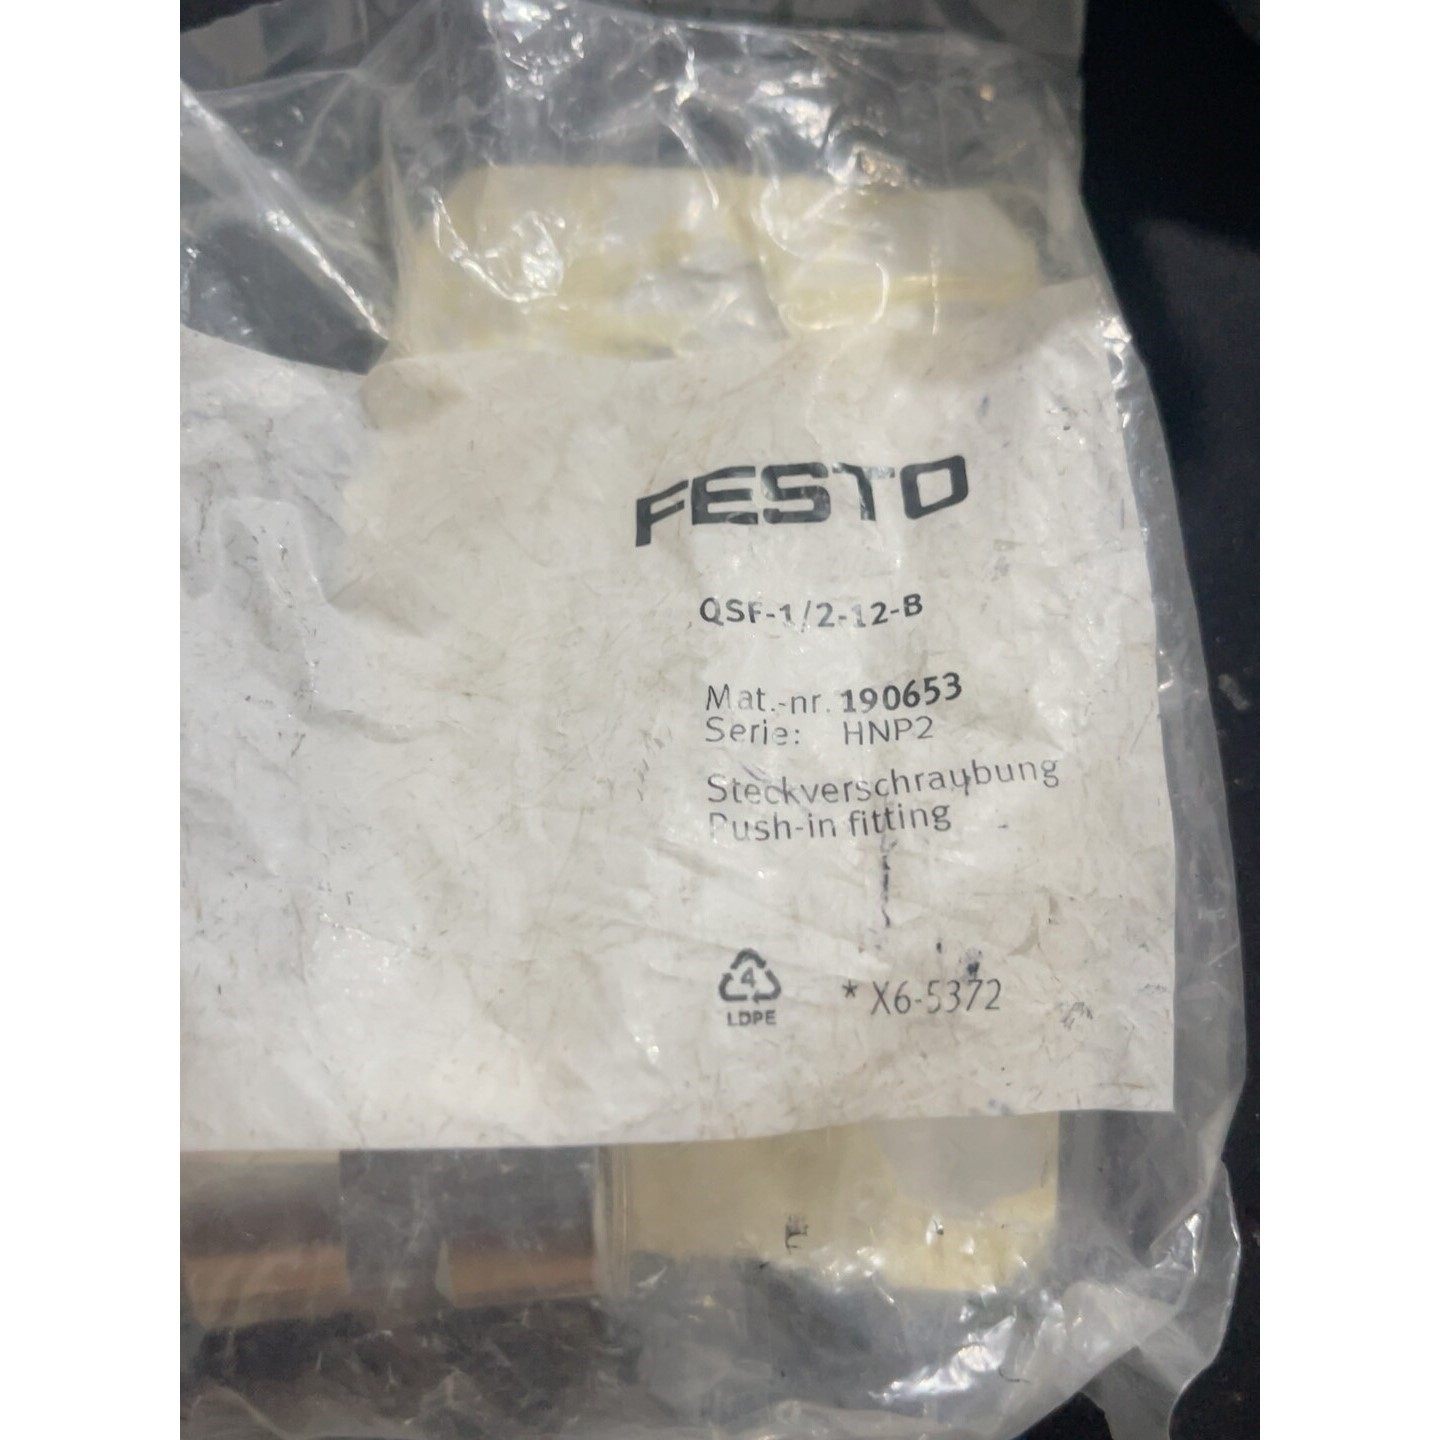 FESTO
QSF-1/2-12-B
Mat.-nr. 190653
Serie: HNP2
Steckverschraubung
Push-in fitting
4
LDPE
* X6-5372